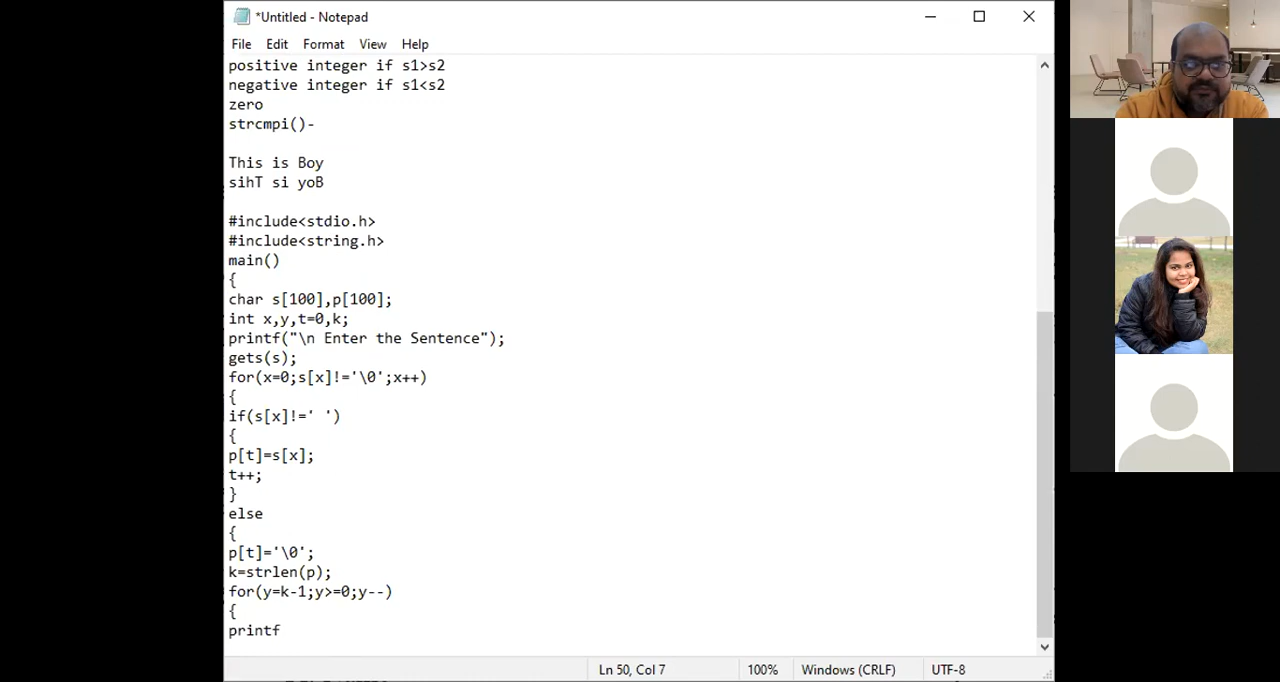 *Untitled - Notepad
File Edit Format View Help
positive integer if s1>s2
negative integer if s1<s2
zero
strcmpi()-
This is Boy
sihT si yoB
#include<stdio.h>
#include<string.h>
main()
{
char s[100],p[100];
int x,y,t=0,k;
printf("\n Enter the Sentence");
gets(s);
for(x=0;s[x]!='\0';x++)
{
if(s[x]!=' ')
{
p[t]=s[x];
t++;
}
else
{
p[t]='\0';
k=strlen(p);
for(y=k-1;y>=0;y--)
{
printf
Ln 50, Col 7 100% Windows (CRLF) UTF-8